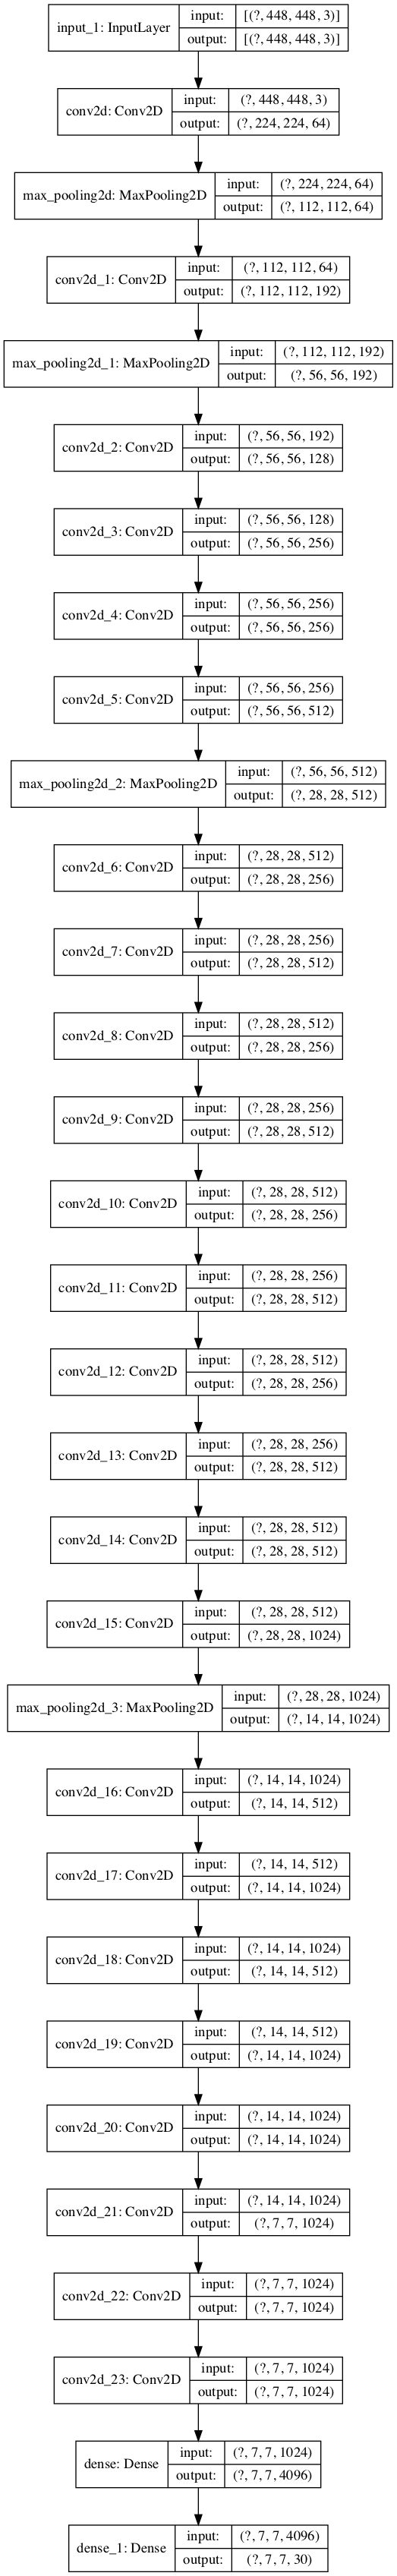 input_1: InputLayer
input: [(?, 448, 448, 3)]
output: [(?, 448, 448, 3)]
conv2d: Conv2D
input: (?, 448, 448, 3)
output: (?, 224, 224, 64)
max_pooling2d: MaxPooling2D
input: (?, 224, 224, 64)
output: (?, 112, 112, 64)
conv2d_1: Conv2D
input: (?, 112, 112, 64)
output: (?, 112, 112, 192)
max_pooling2d_1: MaxPooling2D
input: (?, 112, 112, 192)
output: (?, 56, 56, 192)
conv2d_2: Conv2D
input: (?, 56, 56, 192)
output: (?, 56, 56, 128)
conv2d_3: Conv2D
input: (?, 56, 56, 128)
output: (?, 56, 56, 256)
conv2d_4: Conv2D
input: (?, 56, 56, 256)
output: (?, 56, 56, 256)
conv2d_5: Conv2D
input: (?, 56, 56, 256)
output: (?, 56, 56, 512)
max_pooling2d_2: MaxPooling2D
input: (?, 56, 56, 512)
output: (?, 28, 28, 512)
conv2d_6: Conv2D
input: (?, 28, 28, 512)
output: (?, 28, 28, 256)
conv2d_7: Conv2D
input: (?, 28, 28, 256)
output: (?, 28, 28, 512)
conv2d_8: Conv2D
input: (?, 28, 28, 512)
output: (?, 28, 28, 256)
conv2d_9: Conv2D
input: (?, 28, 28, 256)
output: (?, 28, 28, 512)
conv2d_10: Conv2D
input: (?, 28, 28, 512)
output: (?, 28, 28, 256)
conv2d_11: Conv2D
input: (?, 28, 28, 256)
output: (?, 28, 28, 512)
conv2d_12: Conv2D
input: (?, 28, 28, 512)
output: (?, 28, 28, 256)
conv2d_13: Conv2D
input: (?, 28, 28, 256)
output: (?, 28, 28, 512)
conv2d_14: Conv2D
input: (?, 28, 28, 512)
output: (?, 28, 28, 512)
conv2d_15: Conv2D
input: (?, 28, 28, 512)
output: (?, 28, 28, 1024)
max_pooling2d_3: MaxPooling2D
input: (?, 28, 28, 1024)
output: (?, 14, 14, 1024)
conv2d_16: Conv2D
input: (?, 14, 14, 1024)
output: (?, 14, 14, 512)
conv2d_17: Conv2D
input: (?, 14, 14, 512)
output: (?, 14, 14, 1024)
conv2d_18: Conv2D
input: (?, 14, 14, 1024)
output: (?, 14, 14, 512)
conv2d_19: Conv2D
input: (?, 14, 14, 512)
output: (?, 14, 14, 1024)
conv2d_20: Conv2D
input: (?, 14, 14, 1024)
output: (?, 14, 14, 1024)
conv2d_21: Conv2D
input: (?, 14, 14, 1024)
output: (?, 7, 7, 1024)
conv2d_22: Conv2D
input: (?, 7, 7, 1024)
output: (?, 7, 7, 1024)
conv2d_23: Conv2D
input: (?, 7, 7, 1024)
output: (?, 7, 7, 1024)
dense: Dense
input: (?, 7, 7, 1024)
output: (?, 7, 7, 4096)
dense_1: Dense
input: (?, 7, 7, 4096)
output: (?, 7, 7, 30)